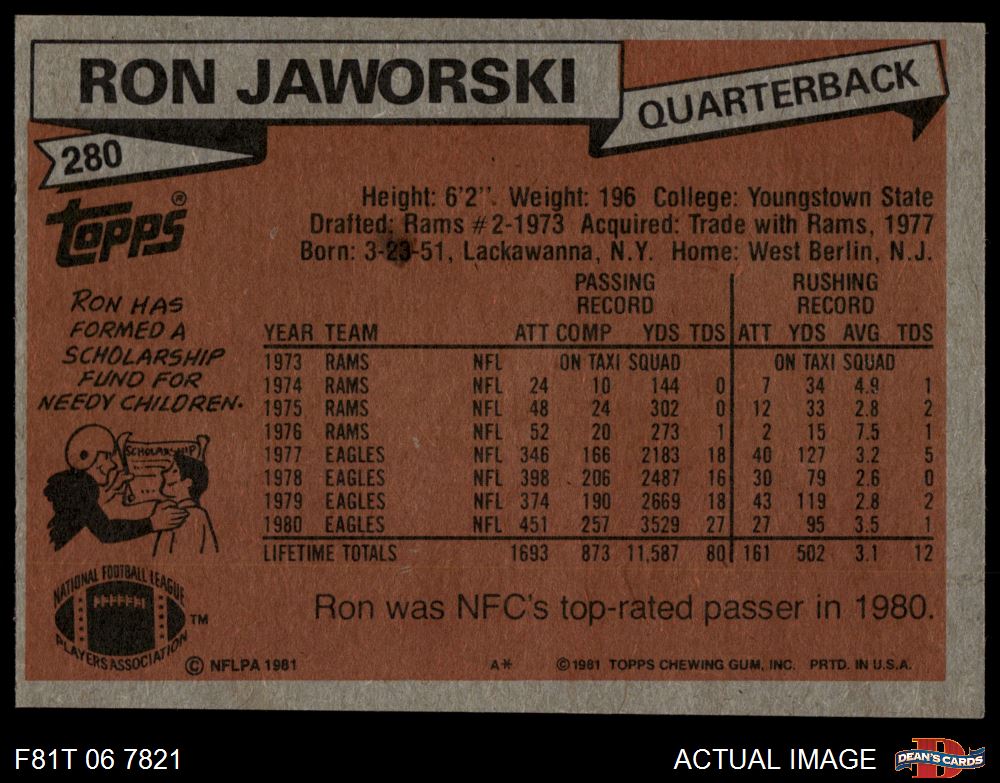 RON JAWORSKI
QUARTERBACK
280
Topps®
Height: 6'2". Weight: 196 College: Youngstown State
Drafted: Rams #2-1973 Acquired: Trade with Rams, 1977
Born: 3-23-51, Lackawanna, N.Y. Home: West Berlin, N.J.
RON HAS
FORMED A
SCHOLARSHIP
FUND FOR
NEEDY CHILDREN.
SCHOLARSHIP
PASSING RUSHING
RECORD RECORD
YEAR TEAM ATT COMP YDS TDS ATT YDS AVG TDS
1973 RAMS NFL ON TAXI SQUAD ON TAXI SQUAD
1974 RAMS NFL 24 10 144 0 7 34 4.9 1
1975 RAMS NFL 48 24 302 0 12 33 2.8 2
1976 RAMS NFL 52 20 273 1 2 15 7.5 1
1977 EAGLES NFL 346 166 2183 18 40 127 3.2 5
1978 EAGLES NFL 398 206 2487 16 30 79 2.6 0
1979 EAGLES NFL 374 190 2669 18 43 119 2.8 2
1980 EAGLES NFL 451 257 3529 27 27 95 3.5 1
LIFETIME TOTALS 1693 873 11,587 80 161 502 3.1 12
Ron was NFC's top-rated passer in 1980.
NATIONAL FOOTBALL LEAGUE
PLAYERS ASSOCIATION
TM
© NFLPA 1981 A* ©1981 TOPPS CHEWING GUM, INC. PRTD. IN U.S.A.
F81T 06 7821 ACTUAL IMAGE
D
DEAN'S CARDS